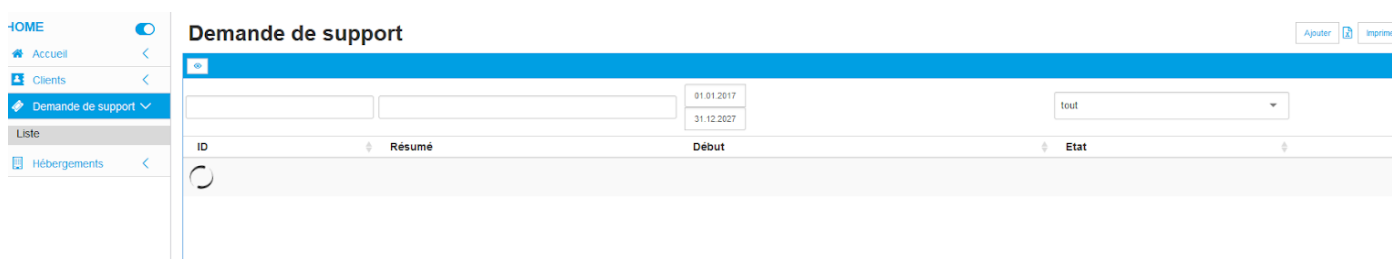 HOME
Accueil
Clients
Demande de support
Liste
Hébergements
Demande de support
Ajouter
01.01.2017
31.12.2027
tout
ID Résumé Début Etat